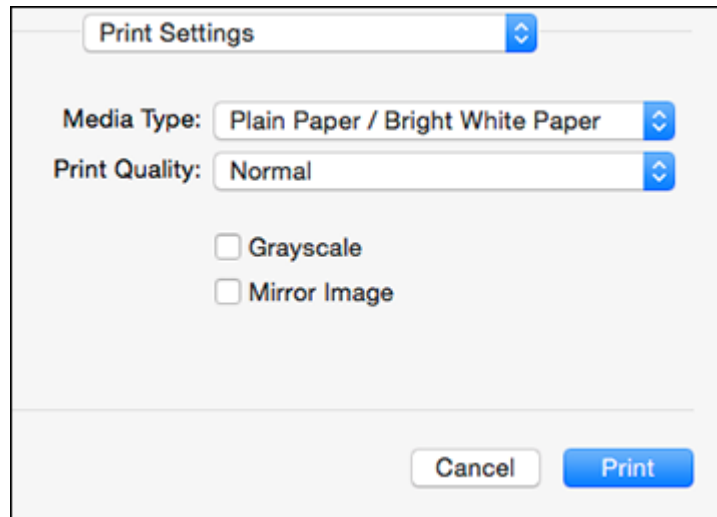 Print Settings
Media Type: Plain Paper / Bright White Paper
Print Quality: Normal
Grayscale
Mirror Image
Cancel Print